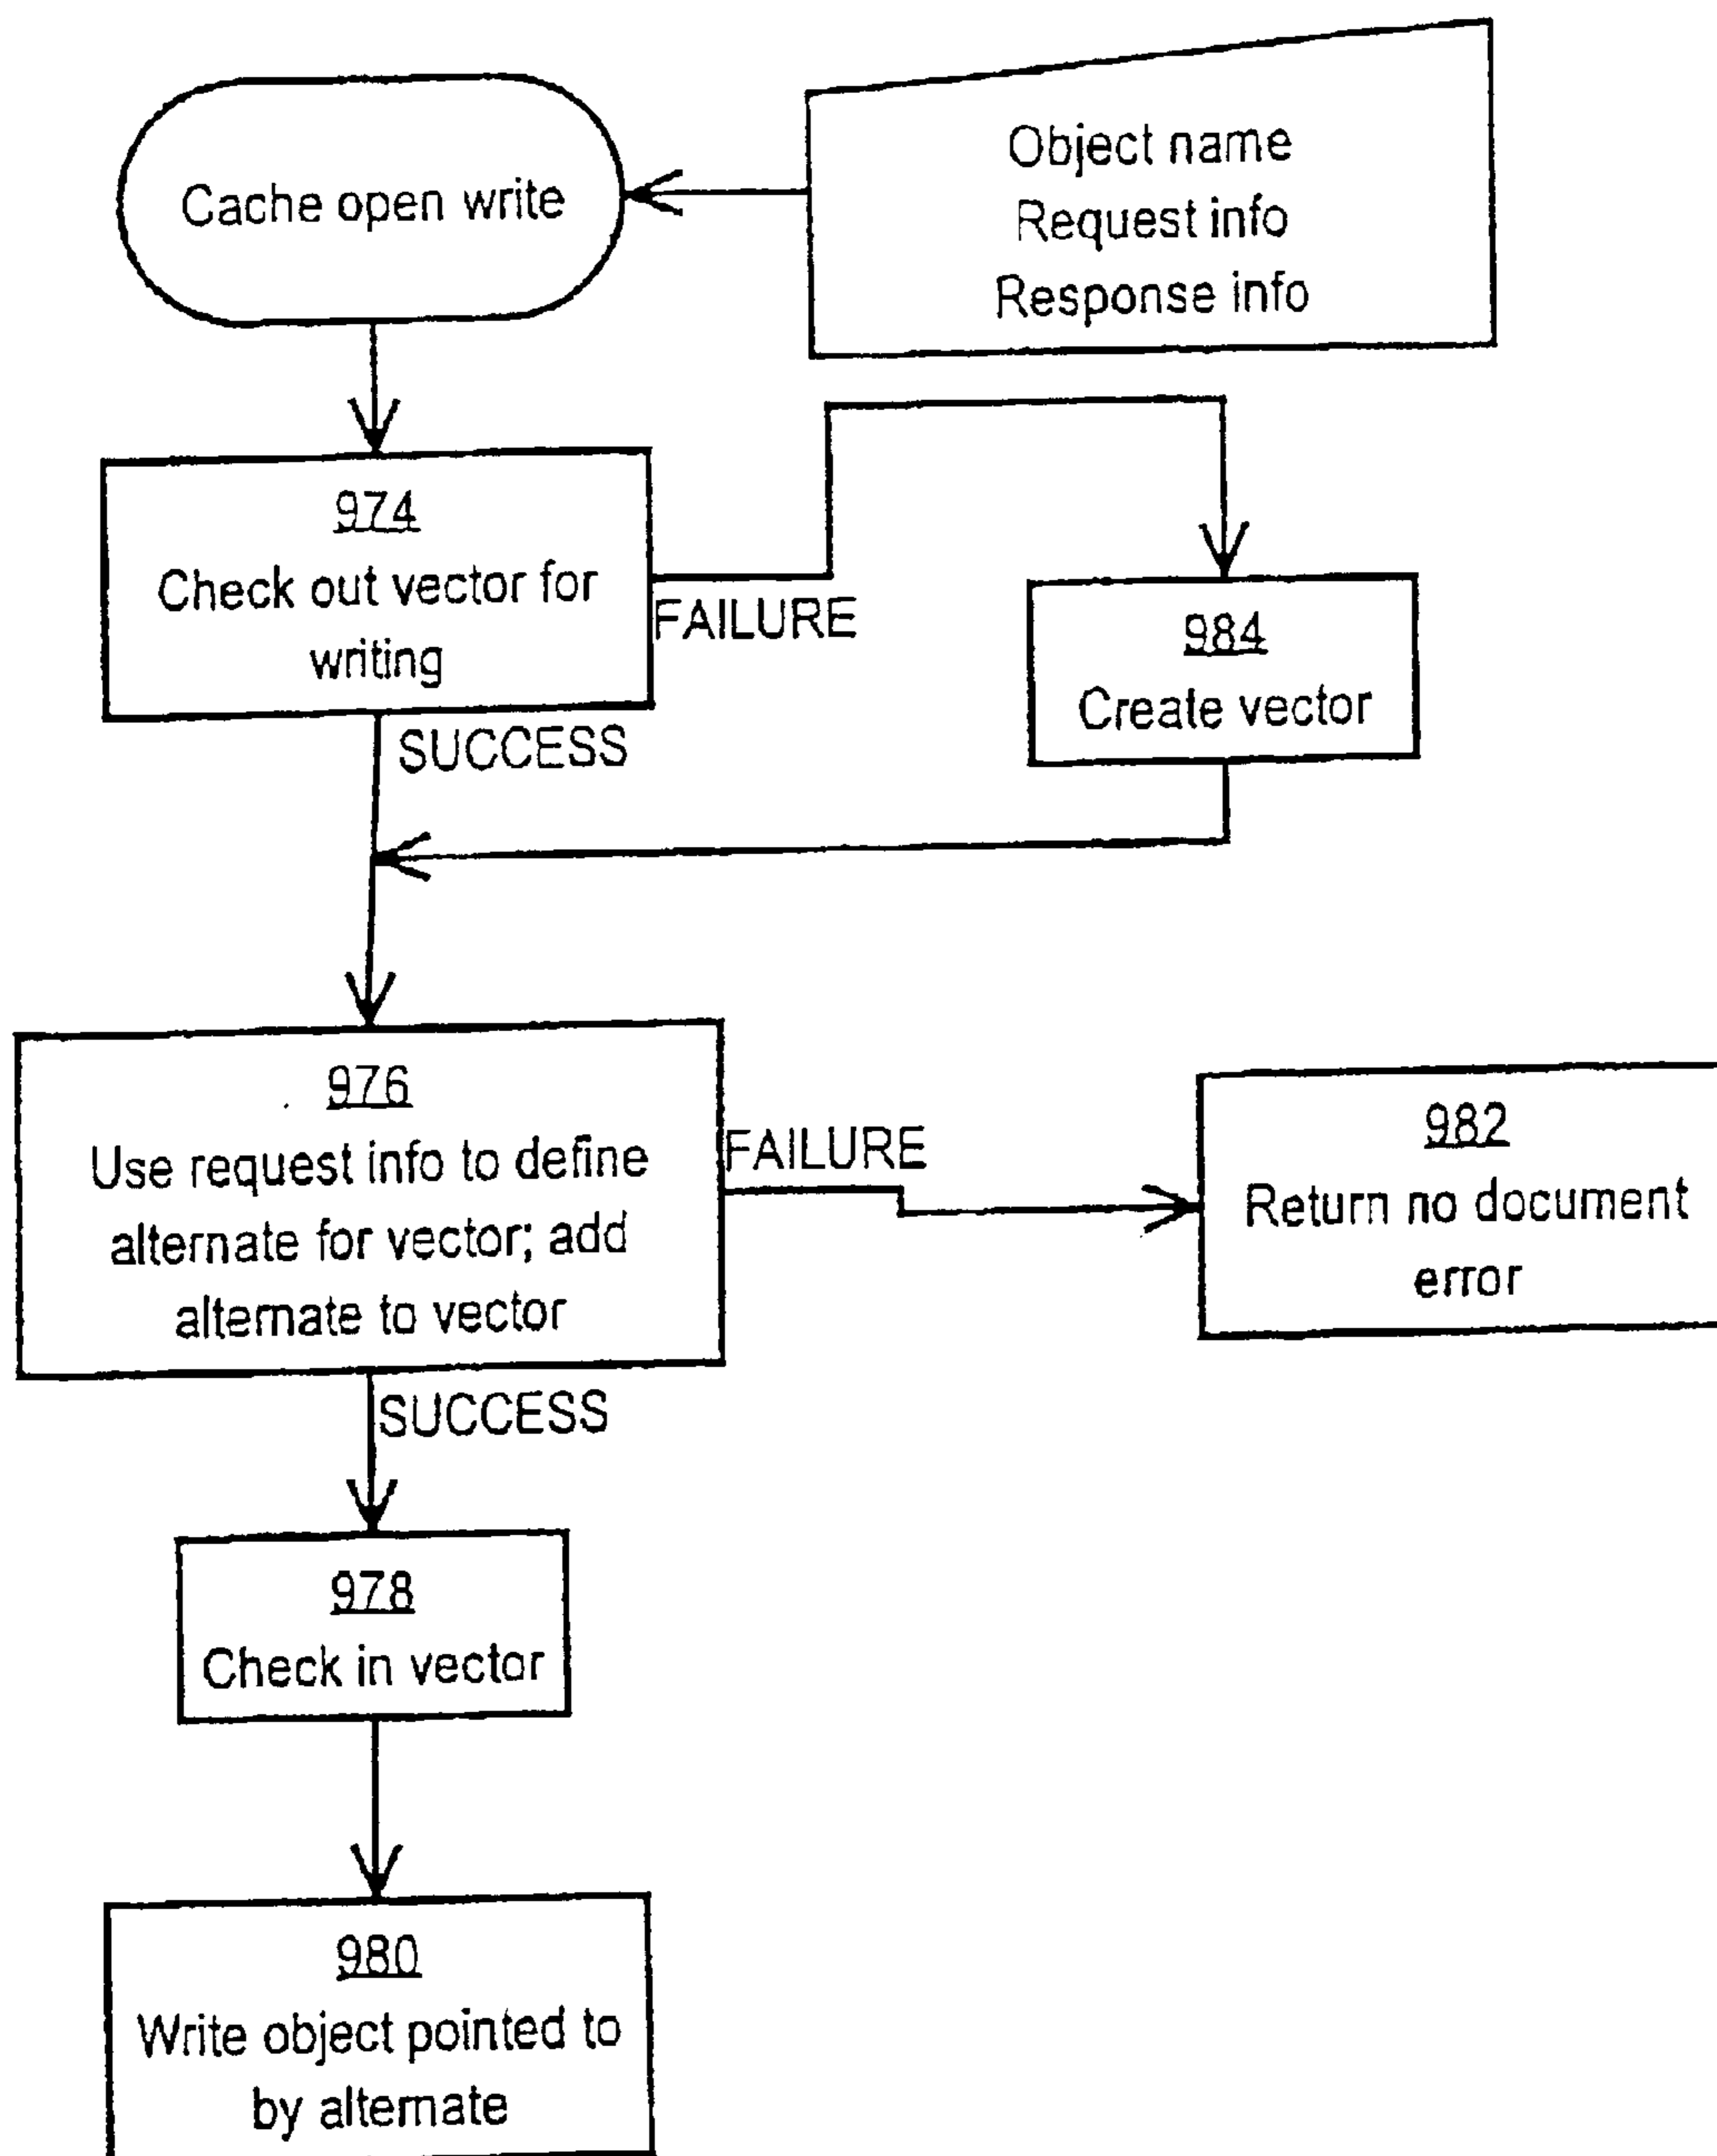 Cache open write
Object name
Request info
Response info
974
Check out vector for
writing
FAILURE
SUCCESS
984
Create vector
976
Use request info to define
alternate for vector; add
alternate to vector
FAILURE
SUCCESS
982
Return no document
error
978
Check in vector
980
Write object pointed to
by alternate